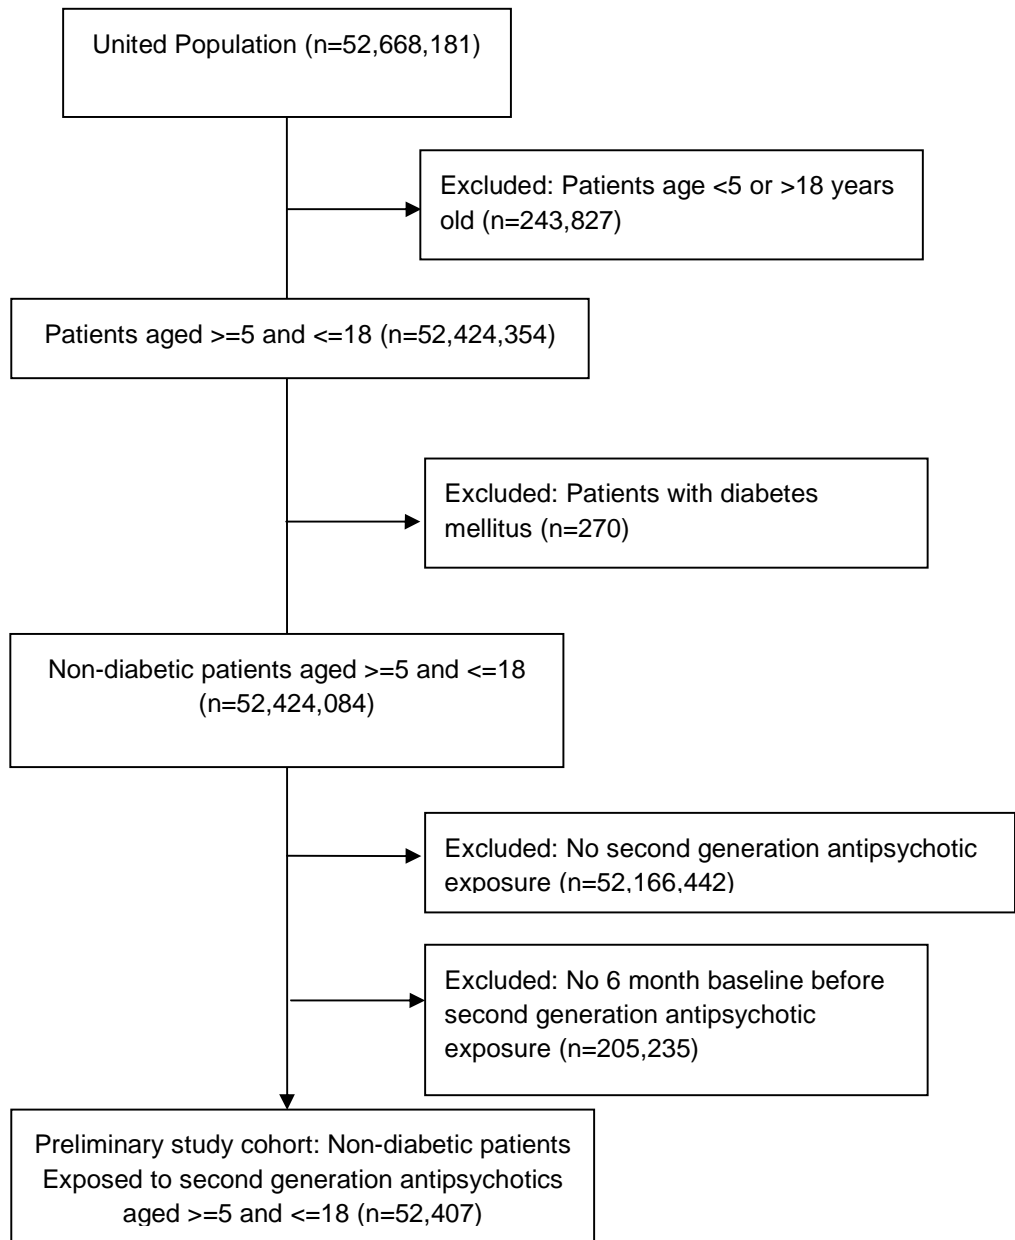 United Population (n=52,668,181)
Excluded: Patients age <5 or >18 years
old (n=243,827)
Patients aged >=5 and <=18 (n=52,424,354)
Excluded: Patients with diabetes
mellitus (n=270)
Non-diabetic patients aged >=5 and <=18
(n=52,424,084)
Excluded: No second generation antipsychotic
exposure (n=52,166,442)
Excluded: No 6 month baseline before
second generation antipsychotic
exposure (n=205,235)
Preliminary study cohort: Non-diabetic patients
Exposed to second generation antipsychotics
aged >=5 and <=18 (n=52,407)